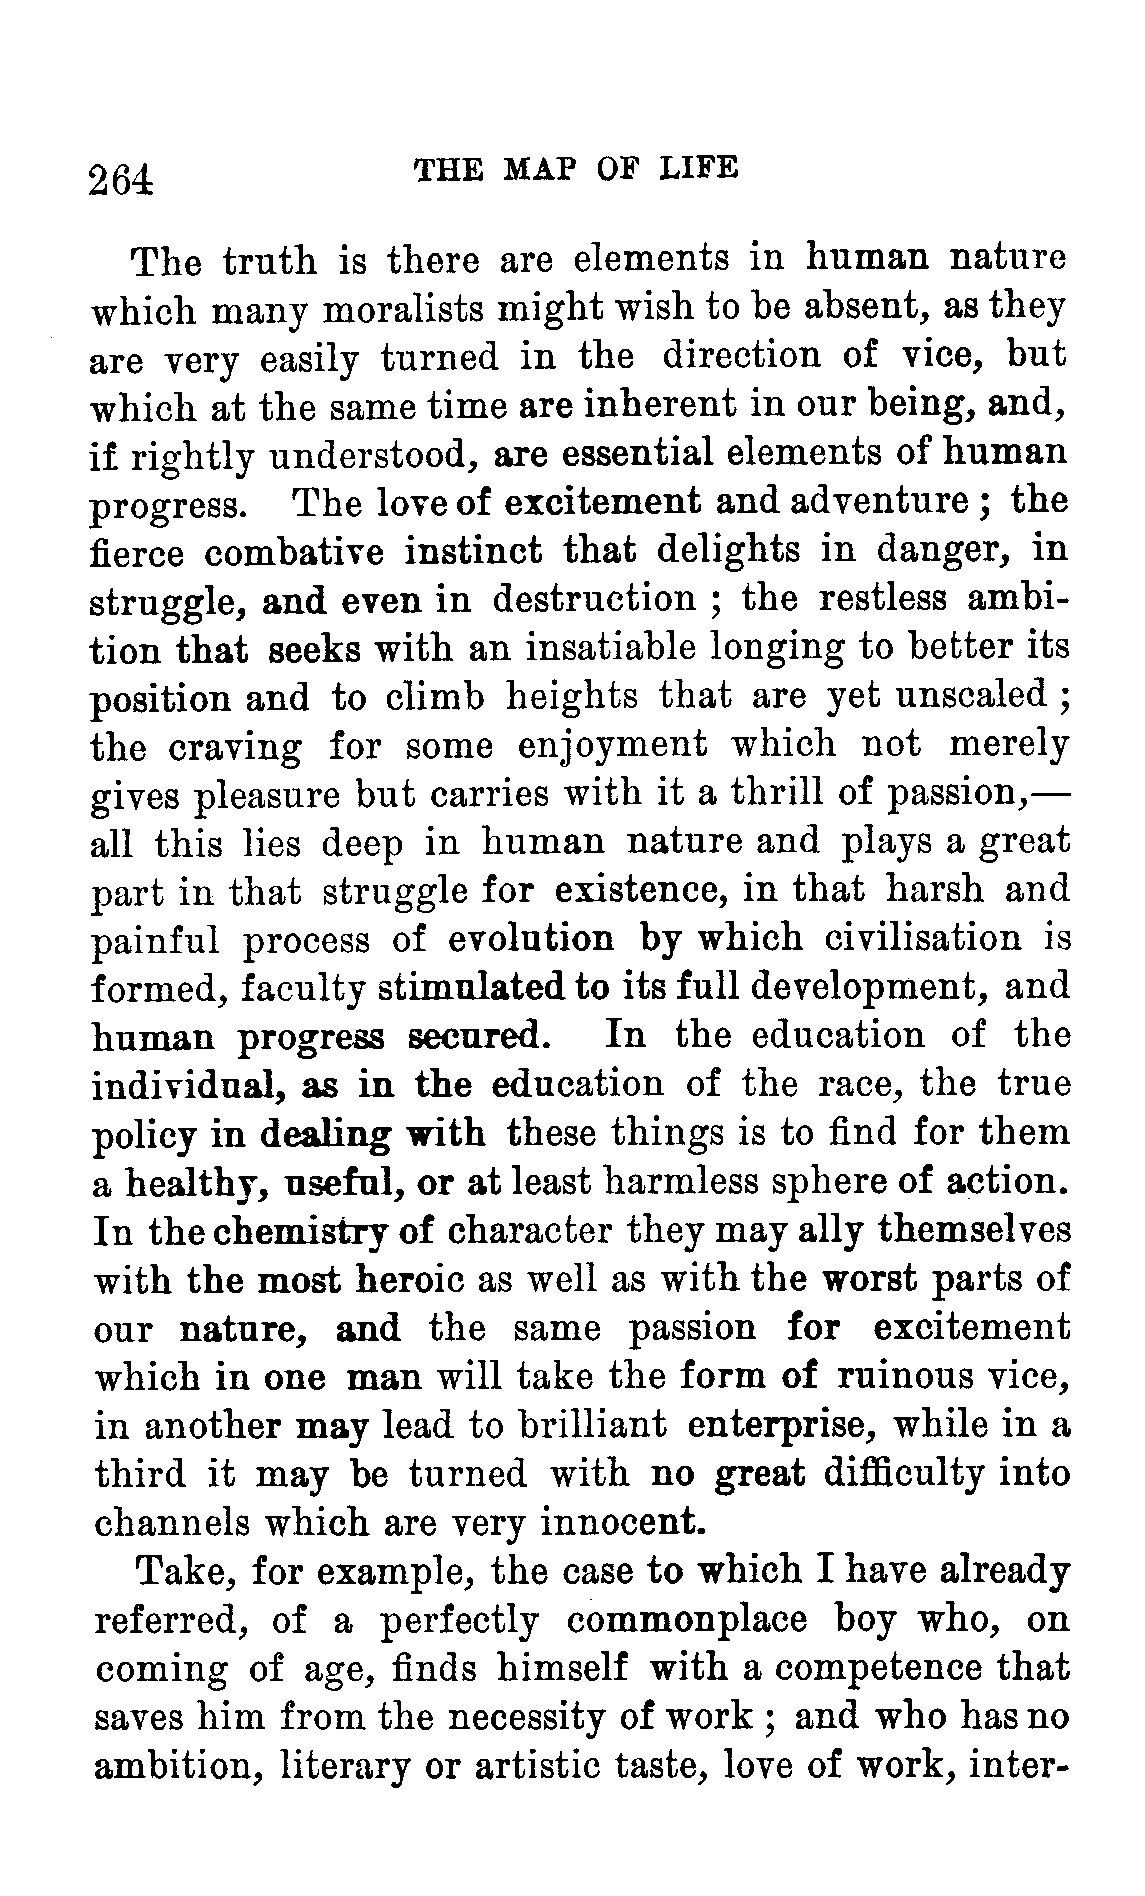 264 THE MAP OF LIFE
The truth is there are elements in human nature
which many moralists might wish to be absent, as they
are very easily turned in the direction of vice, but
which at the same time are inherent in our being, and,
if rightly understood, are essential elements of human
progress. The love of excitement and adventure ; the
fierce combative instinct that delights in danger, in
struggle, and even in destruction ; the restless ambi-
tion that seeks with an insatiable longing to better its
position and to climb heights that are yet unscaled ;
the craving for some enjoyment which not merely
gives pleasure but carries with it a thrill of passion,—
all this lies deep in human nature and plays a great
part in that struggle for existence, in that harsh and
painful process of evolution by which civilisation is
formed, faculty stimulated to its full development, and
human progress secured. In the education of the
individual, as in the education of the race, the true
policy in dealing with these things is to find for them
a healthy, useful, or at least harmless sphere of action.
In the chemistry of character they may ally themselves
with the most heroic as well as with the worst parts of
our nature, and the same passion for excitement
which in one man will take the form of ruinous vice,
in another may lead to brilliant enterprise, while in a
third it may be turned with no great difficulty into
channels which are very innocent.
Take, for example, the case to which I have already
referred, of a perfectly commonplace boy who, on
coming of age, finds himself with a competence that
saves him from the necessity of work ; and who has no
ambition, literary or artistic taste, love of work, inter-